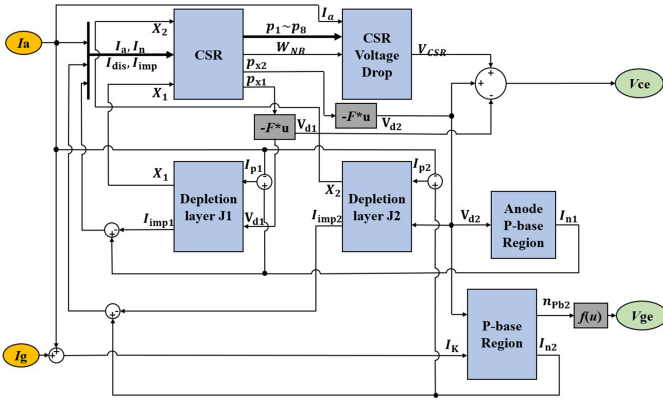 Ia
X2
Ia, In
Idis, Iimp
X1
CSR
p1~p8
WNB
px2
px1
Ia
CSR
Voltage
Drop
VCSR
+
+
-
Vce
-F*u
Vd1
-F*u
Vd2
X1
Depletion
layer J1
Ip1
-
+
Vd1
Iimp1
+
-
X2
Depletion
layer J2
Ip2
-
+
Iimp2
Vd2
Anode
P-base
Region
In1
+
-
P-base
Region
nPb2
f(u)
Vge
In2
IK
Ig
+
+